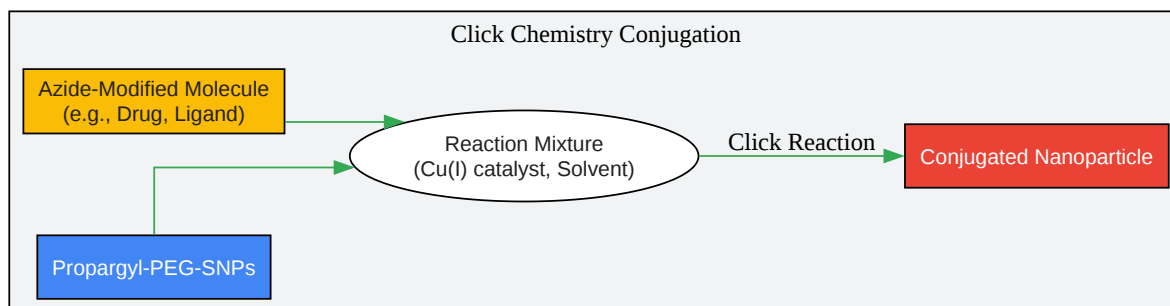 Click Chemistry Conjugation
Azide-Modified Molecule
(e.g., Drug, Ligand)
Reaction Mixture
(Cu(I) catalyst, Solvent)
Click Reaction
Conjugated Nanoparticle
Propargyl-PEG-SNPs